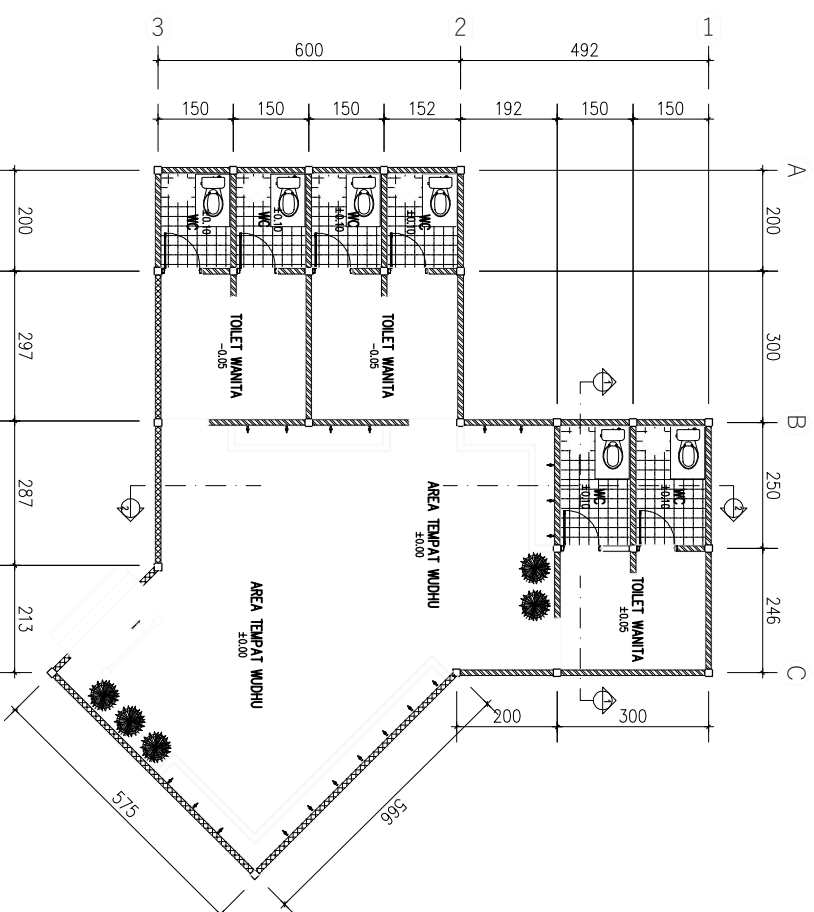 3
2
1
600
492
150
150
150
152
192
150
150
A
200
200
WC
±0.10
WC
±0.10
WC
±0.10
WC
±0.10
297
300
TOILET WANITA
-0.05
TOILET WANITA
-0.05
1
B
287
250
WC
±0.10
WC
±0.10
2
2
AREA TEMPAT WUDHU
±0.00
AREA TEMPAT WUDHU
±0.00
213
246
TOILET WANITA
±0.05
C
1
200
300
575
566